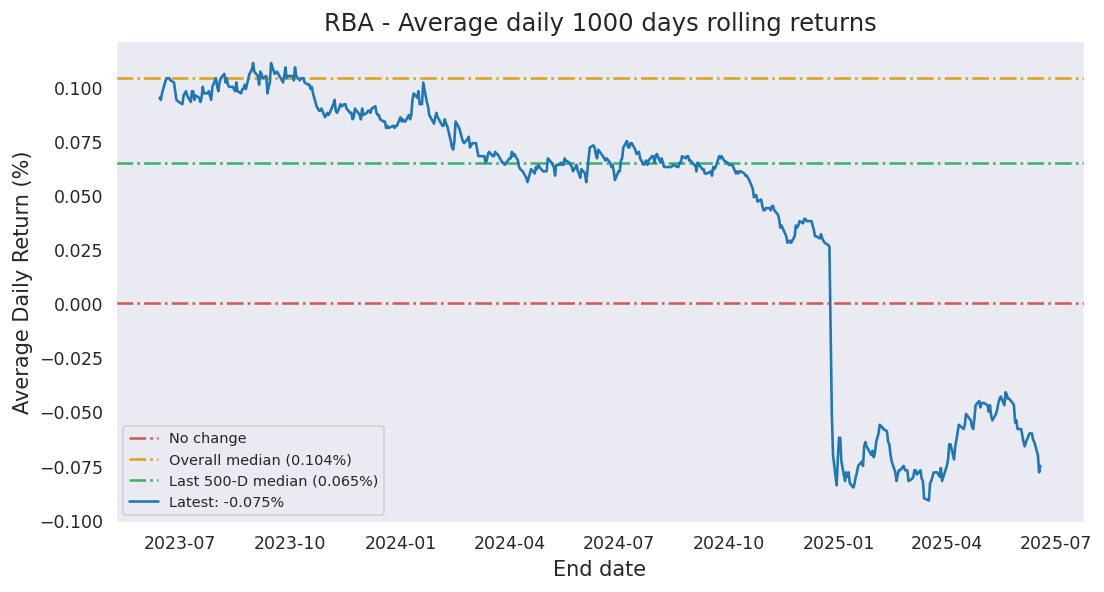 RBA - Average daily 1000 days rolling returns
Average Daily Return (%)
0.100
0.075
0.050
0.025
0.000
−0.025
−0.050
−0.075
−0.100
No change
Overall median (0.104%)
Last 500-D median (0.065%)
Latest: -0.075%
2023-07 2023-10 2024-01 2024-04 2024-07 2024-10 2025-01 2025-04 2025-07
End date